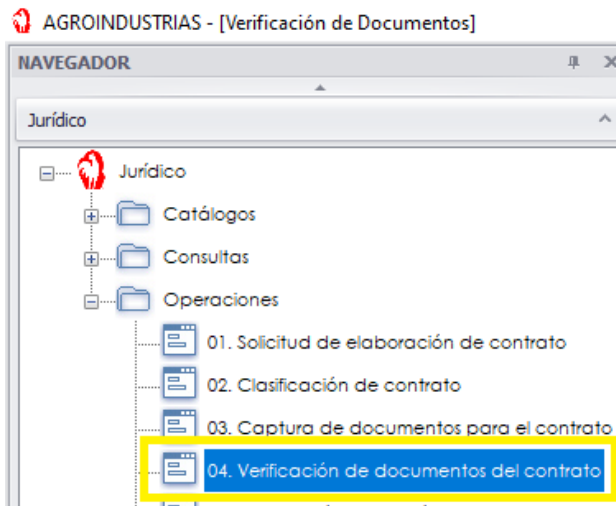 AGROINDUSTRIAS - [Verificación de Documentos]
NAVEGADOR
Jurídico
Jurídico
Catálogos
Consultas
Operaciones
01. Solicitud de elaboración de contrato
02. Clasificación de contrato
03. Captura de documentos para el contrato
04. Verificación de documentos del contrato